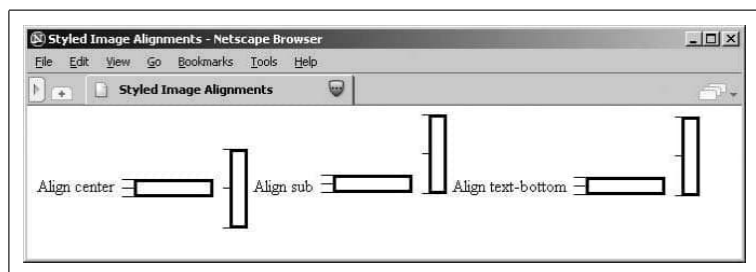 Styled Image Alignments - Netscape Browser
File Edit View Go Bookmarks Tools Help
Styled Image Alignments
Align center Align sub Align text-bottom